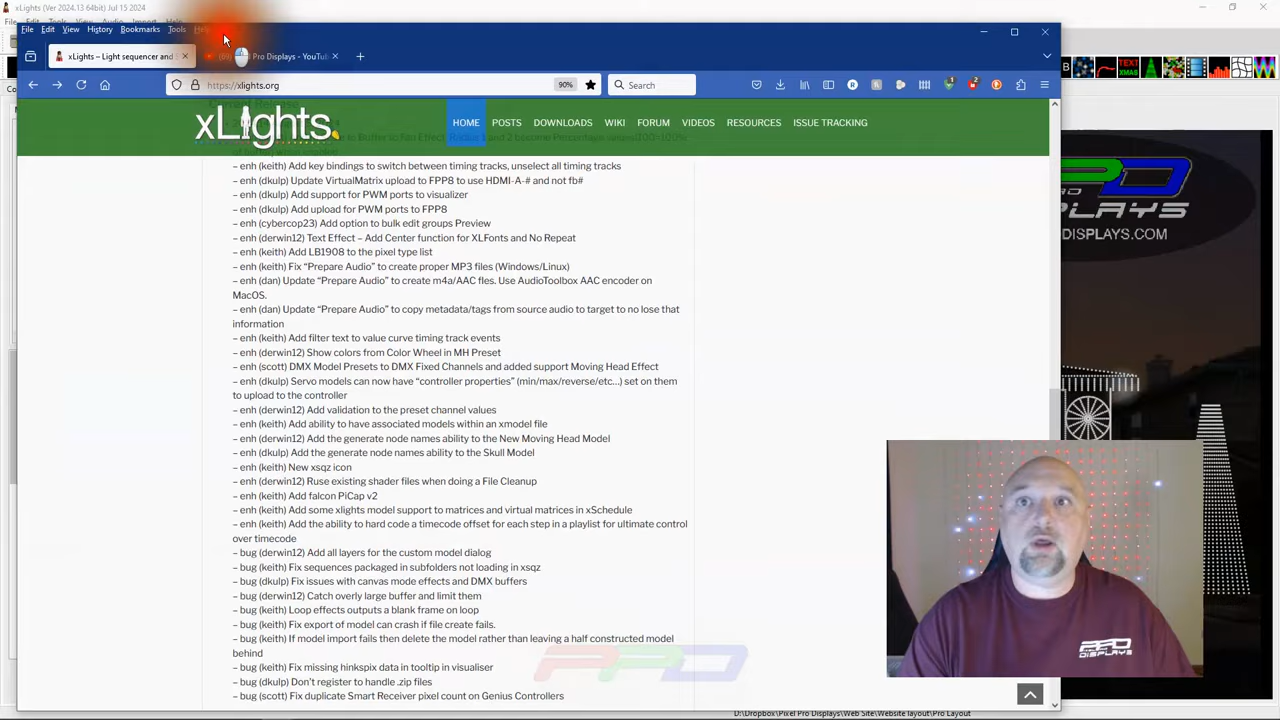 xLights (Ver 2024.13 64bit) Jul 15 2024
File Edit View History Bookmarks Tools Help
xLights – Light sequencer and
Pro Displays - YouTu
https://xlights.org
90%
Search
xLights
HOME POSTS DOWNLOADS WIKI FORUM VIDEOS RESOURCES ISSUE TRACKING
Current Release
– enh (keith) Add key bindings to switch between timing tracks, unselect all timing tracks
– enh (dkulp) Update VirtualMatrix upload to FPP8 to use HDMI-A-# and not fb#
– enh (dkulp) Add support for PWM ports to visualizer
– enh (dkulp) Add upload for PWM ports to FPP8
– enh (cybercop23) Add option to bulk edit groups Preview
– enh (derwin12) Text Effect – Add Center function for XLFonts and No Repeat
– enh (keith) Add LB1908 to the pixel type list
– enh (keith) Fix “Prepare Audio” to create proper MP3 files (Windows/Linux)
– enh (dan) Update “Prepare Audio” to create m4a/AAC fles. Use AudioToolbox AAC encoder on
MacOS.
– enh (dan) Update “Prepare Audio” to copy metadata/tags from source audio to target to no lose that
information
– enh (keith) Add filter text to value curve timing track events
– enh (derwin12) Show colors from Color Wheel in MH Preset
– enh (scott) DMX Model Presets to DMX Fixed Channels and added support Moving Head Effect
– enh (dkulp) Servo models can now have “controller properties” (min/max/reverse/etc…) set on them
to upload to the controller
– enh (derwin12) Add validation to the preset channel values
– enh (keith) Add ability to have associated models within an xmodel file
– enh (derwin12) Add the generate node names ability to the New Moving Head Model
– enh (dkulp) Add the generate node names ability to the Skull Model
– enh (keith) New xsqz icon
– enh (derwin12) Ruse existing shader files when doing a File Cleanup
– enh (keith) Add falcon PiCap v2
– enh (keith) Add some xlights model support to matrices and virtual matrices in xSchedule
– enh (keith) Add the ability to hard code a timecode offset for each step in a playlist for ultimate control
over timecode
– bug (derwin12) Add all layers for the custom model dialog
– bug (keith) Fix sequences packaged in subfolders not loading in xsqz
– bug (dkulp) Fix issues with canvas mode effects and DMX buffers
– bug (derwin12) Catch overly large buffer and limit them
– bug (keith) Loop effects outputs a blank frame on loop
– bug (keith) Fix export of model can crash if file create fails.
– bug (keith) If model import fails then delete the model rather than leaving a half constructed model
behind
– bug (keith) Fix missing hinkspix data in tooltip in visualiser
– bug (dkulp) Don’t register to handle .zip files
– bug (scott) Fix duplicate Smart Receiver pixel count on Genius Controllers
TEXT
XMAS
DISPLAYS.COM
PPD
DISPLAYS
D:\Dropbox\Pixel Pro Displays\Web Site\Website layout\Pro Layout